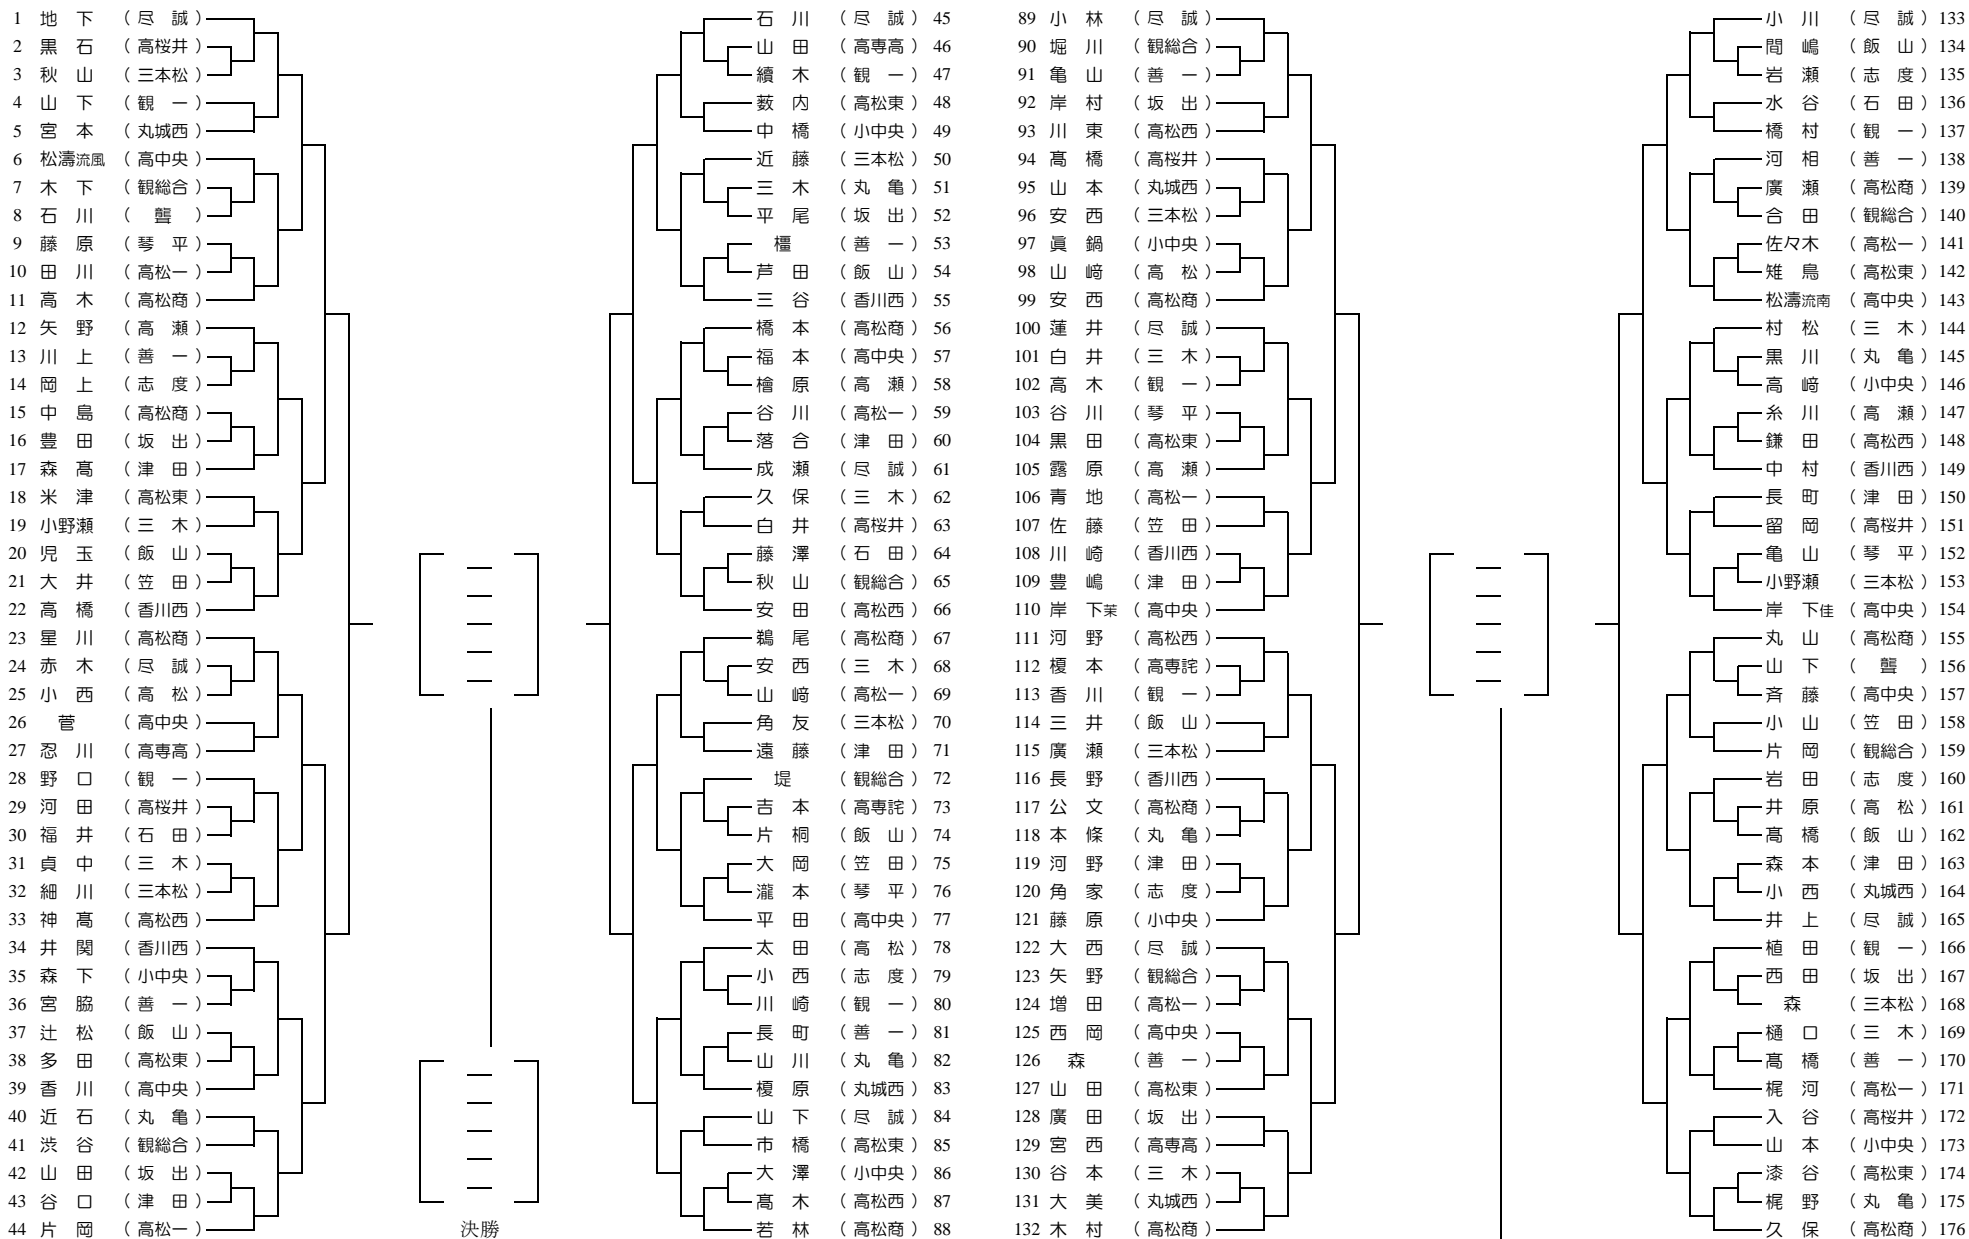 1 地 下 （ 尽 誠 ）
2 黒 石 （ 高桜井 ）
3 秋 山 （ 三本松 ）
4 山 下 （ 観 一 ）
5 宮 本 （ 丸城西 ）
6 松濤流風 （ 高中央 ）
7 木 下 （ 観総合 ）
8 石 川 （ 聾 ）
9 藤 原 （ 琴 平 ）
10 田 川 （ 高松一 ）
11 高 木 （ 高松商 ）
12 矢 野 （ 高 瀬 ）
13 川 上 （ 善 一 ）
14 岡 上 （ 志 度 ）
15 中 島 （ 高松商 ）
16 豊 田 （ 坂 出 ）
17 森 髙 （ 津 田 ）
18 米 津 （ 高松東 ）
19 小野瀬 （ 三 木 ）
20 児 玉 （ 飯 山 ）
21 大 井 （ 笠 田 ）
22 高 橋 （ 香川西 ）
23 星 川 （ 高松商 ）
24 赤 木 （ 尽 誠 ）
25 小 西 （ 高 松 ）
26 菅 （ 高中央 ）
27 忍 川 （ 高専高 ）
28 野 口 （ 観 一 ）
29 河 田 （ 高桜井 ）
30 福 井 （ 石 田 ）
31 貞 中 （ 三 木 ）
32 細 川 （ 三本松 ）
33 神 髙 （ 高松西 ）
34 井 関 （ 香川西 ）
35 森 下 （ 小中央 ）
36 宮 脇 （ 善 一 ）
37 辻 松 （ 飯 山 ）
38 多 田 （ 高松東 ）
39 香 川 （ 高中央 ）
40 近 石 （ 丸 亀 ）
41 渋 谷 （ 観総合 ）
42 山 田 （ 坂 出 ）
43 谷 口 （ 津 田 ）
44 片 岡 （ 高松一 ）
決勝
石 川 （ 尽 誠 ） 45
山 田 （ 高専高 ） 46
續 木 （ 観 一 ） 47
薮 内 （ 高松東 ） 48
中 橋 （ 小中央 ） 49
近 藤 （ 三本松 ） 50
三 木 （ 丸 亀 ） 51
平 尾 （ 坂 出 ） 52
橿 （ 善 一 ） 53
芦 田 （ 飯 山 ） 54
三 谷 （ 香川西 ） 55
橋 本 （ 高松商 ） 56
福 本 （ 高中央 ） 57
檜 原 （ 高 瀬 ） 58
谷 川 （ 高松一 ） 59
落 合 （ 津 田 ） 60
成 瀬 （ 尽 誠 ） 61
久 保 （ 三 木 ） 62
白 井 （ 高桜井 ） 63
藤 澤 （ 石 田 ） 64
秋 山 （ 観総合 ） 65
安 田 （ 高松西 ） 66
鵜 尾 （ 高松商 ） 67
安 西 （ 三 木 ） 68
山 﨑 （ 高松一 ） 69
角 友 （ 三本松 ） 70
遠 藤 （ 津 田 ） 71
堤 （ 観総合 ） 72
吉 本 （ 高専詫 ） 73
片 桐 （ 飯 山 ） 74
大 岡 （ 笠 田 ） 75
瀧 本 （ 琴 平 ） 76
平 田 （ 高中央 ） 77
太 田 （ 高 松 ） 78
小 西 （ 志 度 ） 79
川 崎 （ 観 一 ） 80
長 町 （ 善 一 ） 81
山 川 （ 丸 亀 ） 82
榎 原 （ 丸城西 ） 83
山 下 （ 尽 誠 ） 84
市 橋 （ 高松東 ） 85
大 澤 （ 小中央 ） 86
髙 木 （ 高松西 ） 87
若 林 （ 高松商 ） 88
89 小 林 （ 尽 誠 ）
90 堀 川 （ 観総合 ）
91 亀 山 （ 善 一 ）
92 岸 村 （ 坂 出 ）
93 川 東 （ 高松西 ）
94 髙 橋 （ 高桜井 ）
95 山 本 （ 丸城西 ）
96 安 西 （ 三本松 ）
97 眞 鍋 （ 小中央 ）
98 山 﨑 （ 高 松 ）
99 安 西 （ 高松商 ）
100 蓮 井 （ 尽 誠 ）
101 白 井 （ 三 木 ）
102 高 木 （ 観 一 ）
103 谷 川 （ 琴 平 ）
104 黒 田 （ 高松東 ）
105 露 原 （ 高 瀬 ）
106 青 地 （ 高松一 ）
107 佐 藤 （ 笠 田 ）
108 川 崎 （ 香川西 ）
109 豊 嶋 （ 津 田 ）
110 岸 下茉 （ 高中央 ）
111 河 野 （ 高松西 ）
112 榎 本 （ 高専詫 ）
113 香 川 （ 観 一 ）
114 三 井 （ 飯 山 ）
115 廣 瀬 （ 三本松 ）
116 長 野 （ 香川西 ）
117 公 文 （ 高松商 ）
118 本 條 （ 丸 亀 ）
119 河 野 （ 津 田 ）
120 角 家 （ 志 度 ）
121 藤 原 （ 小中央 ）
122 大 西 （ 尽 誠 ）
123 矢 野 （ 観総合 ）
124 増 田 （ 高松一 ）
125 西 岡 （ 高中央 ）
126 森 （ 善 一 ）
127 山 田 （ 高松東 ）
128 廣 田 （ 坂 出 ）
129 宮 西 （ 高専高 ）
130 谷 本 （ 三 木 ）
131 大 美 （ 丸城西 ）
132 木 村 （ 高松商 ）
小 川 （ 尽 誠 ） 133
間 嶋 （ 飯 山 ） 134
岩 瀬 （ 志 度 ） 135
水 谷 （ 石 田 ） 136
橋 村 （ 観 一 ） 137
河 相 （ 善 一 ） 138
廣 瀬 （ 高松商 ） 139
合 田 （ 観総合 ） 140
佐々木 （ 高松一 ） 141
雉 鳥 （ 高松東 ） 142
松濤流南 （ 高中央 ） 143
村 松 （ 三 木 ） 144
黒 川 （ 丸 亀 ） 145
高 﨑 （ 小中央 ） 146
糸 川 （ 高 瀬 ） 147
鎌 田 （ 高松西 ） 148
中 村 （ 香川西 ） 149
長 町 （ 津 田 ） 150
留 岡 （ 高桜井 ） 151
亀 山 （ 琴 平 ） 152
小野瀬 （ 三本松 ） 153
岸 下佳 （ 高中央 ） 154
丸 山 （ 高松商 ） 155
山 下 （ 聾 ） 156
斉 藤 （ 高中央 ） 157
小 山 （ 笠 田 ） 158
片 岡 （ 観総合 ） 159
岩 田 （ 志 度 ） 160
井 原 （ 高 松 ） 161
髙 橋 （ 飯 山 ） 162
森 本 （ 津 田 ） 163
小 西 （ 丸城西 ） 164
井 上 （ 尽 誠 ） 165
植 田 （ 観 一 ） 166
西 田 （ 坂 出 ） 167
森 （ 三本松 ） 168
樋 口 （ 三 木 ） 169
髙 橋 （ 善 一 ） 170
梶 河 （ 高松一 ） 171
入 谷 （ 高桜井 ） 172
山 本 （ 小中央 ） 173
漆 谷 （ 高松東 ） 174
梶 野 （ 丸 亀 ） 175
久 保 （ 高松商 ） 176